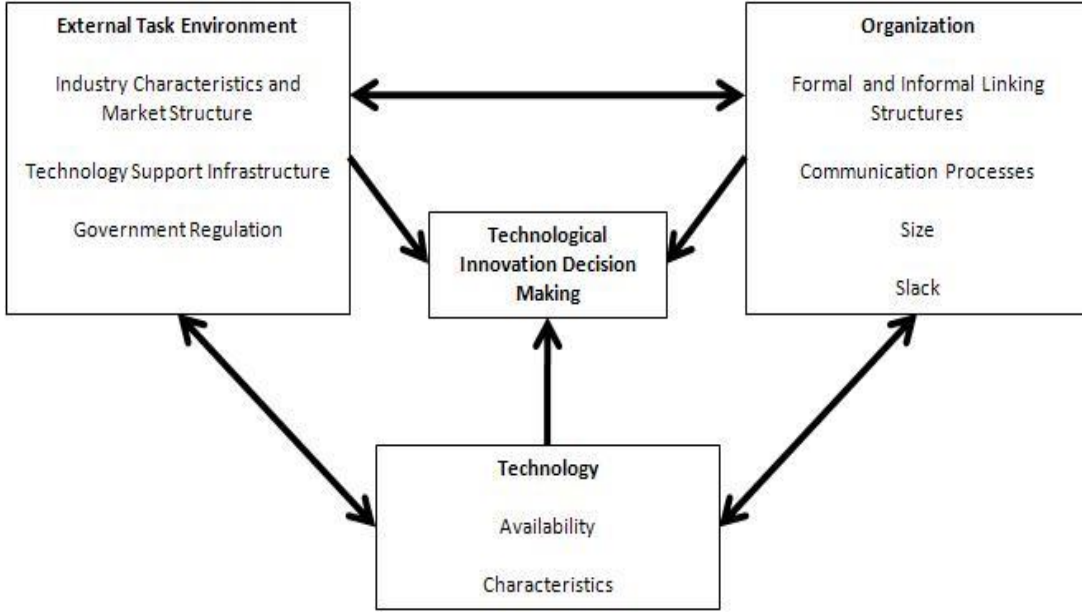 External Task Environment
Industry Characteristics and
Market Structure
Technology Support Infrastructure
Government Regulation
Organization
Formal and Informal Linking
Structures
Communication Processes
Size
Slack
Technological
Innovation Decision
Making
Technology
Availability
Characteristics